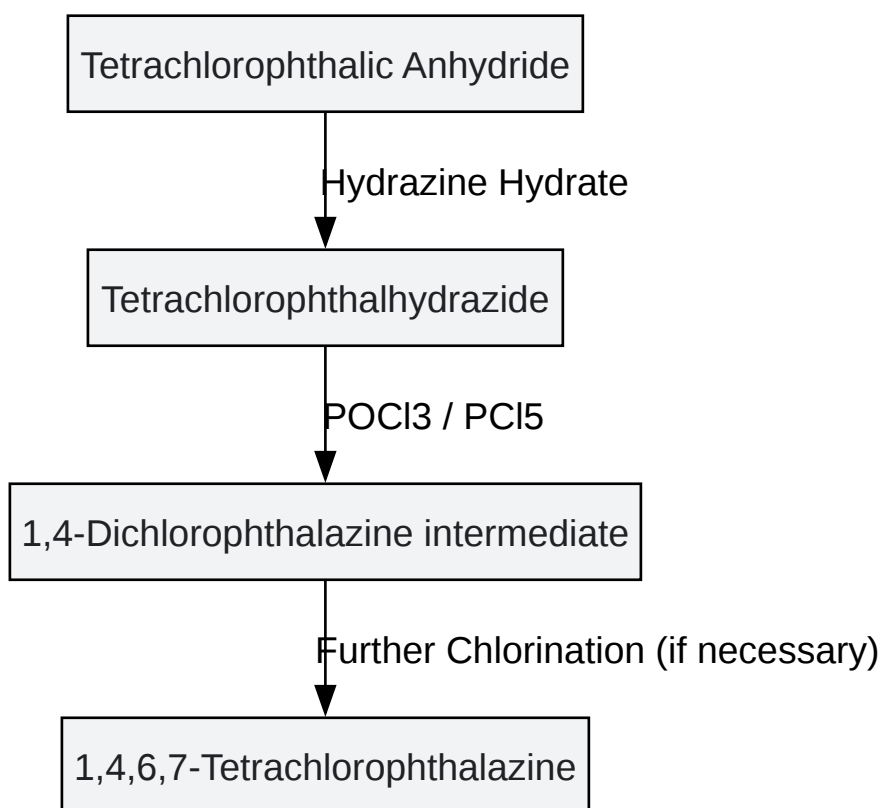 Tetrachlorophthalic Anhydride
Hydrazine Hydrate
Tetrachlorophthalhydrazide
POCl3 / PCl5
1,4-Dichlorophthalazine intermediate
Further Chlorination (if necessary)
1,4,6,7-Tetrachlorophthalazine